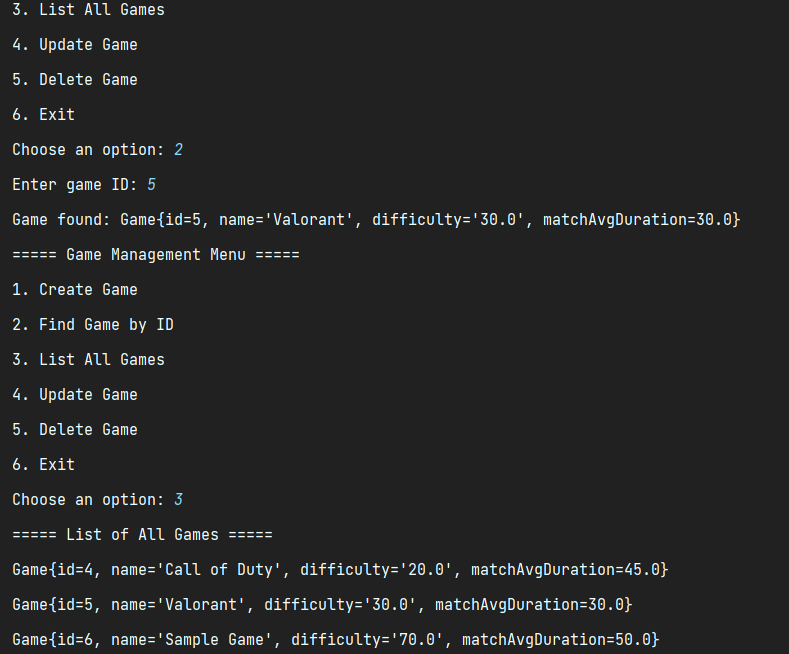 3. List All Games
4. Update Game
5. Delete Game
6. Exit
Choose an option: 2
Enter game ID: 5
Game found: Game{id=5, name='Valorant', difficulty='30.0', matchAvgDuration=30.0}
===== Game Management Menu =====
1. Create Game
2. Find Game by ID
3. List All Games
4. Update Game
5. Delete Game
6. Exit
Choose an option: 3
===== List of All Games =====
Game{id=4, name='Call of Duty', difficulty='20.0', matchAvgDuration=45.0}
Game{id=5, name='Valorant', difficulty='30.0', matchAvgDuration=30.0}
Game{id=6, name='Sample Game', difficulty='70.0', matchAvgDuration=50.0}